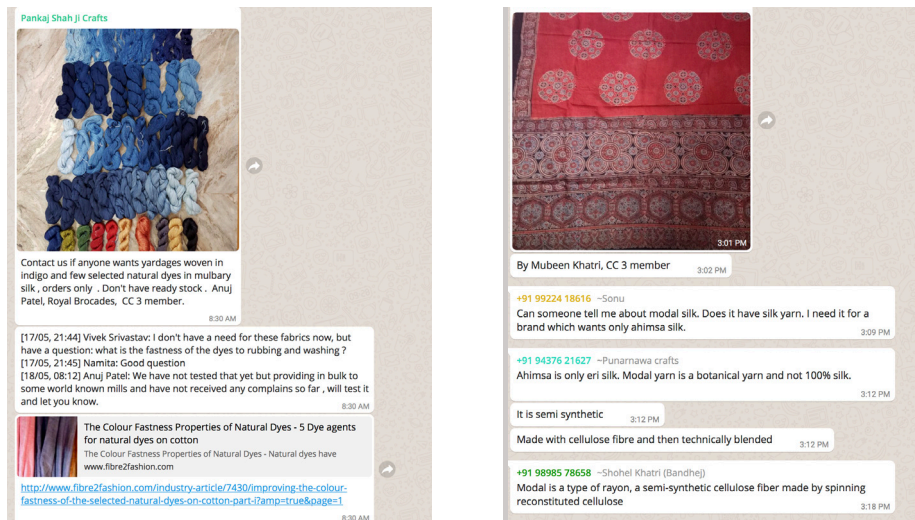 Pankaj Shah Ji Crafts
Contact us if anyone wants yardages woven in
indigo and few selected natural dyes in mulbary
silk , orders only . Don't have ready stock . Anuj
Patel, Royal Brocades, CC 3 member.
8:30 AM
[17/05, 21:44] Vivek Srivastav: I don't have a need for these fabrics now, but
have a question: what is the fastness of the dyes to rubbing and washing ?
[17/05, 21:45] Namita: Good question
[18/05, 08:12] Anuj Patel: We have not tested that yet but providing in bulk to
some world known mills and have not received any complains so far , will test it
and let you know.
8:30 AM
The Colour Fastness Properties of Natural Dyes - 5 Dye agents
for natural dyes on cotton
The Colour Fastness Properties of Natural Dyes - Natural dyes have
www.fibre2fashion.com
http://www.fibre2fashion.com/industry-article/7430/improving-the-colour-
fastness-of-the-selected-natural-dyes-on-cotton-part-i?amp=true&page=1
8:30 AM
3:01 PM
By Mubeen Khatri, CC 3 member
3:02 PM
+91 99224 18616 ~Sonu
Can someone tell me about modal silk. Does it have silk yarn. I need it for a
brand which wants only ahimsa silk.
3:09 PM
+91 94376 21627 ~Punarnawa crafts
Ahimsa is only eri silk. Modal yarn is a botanical yarn and not 100% silk.
3:12 PM
It is semi synthetic
3:12 PM
Made with cellulose fibre and then technically blended
3:12 PM
+91 98985 78658 ~Shohel Khatri (Bandhej)
Modal is a type of rayon, a semi-synthetic cellulose fiber made by spinning
reconstituted cellulose
3:18 PM